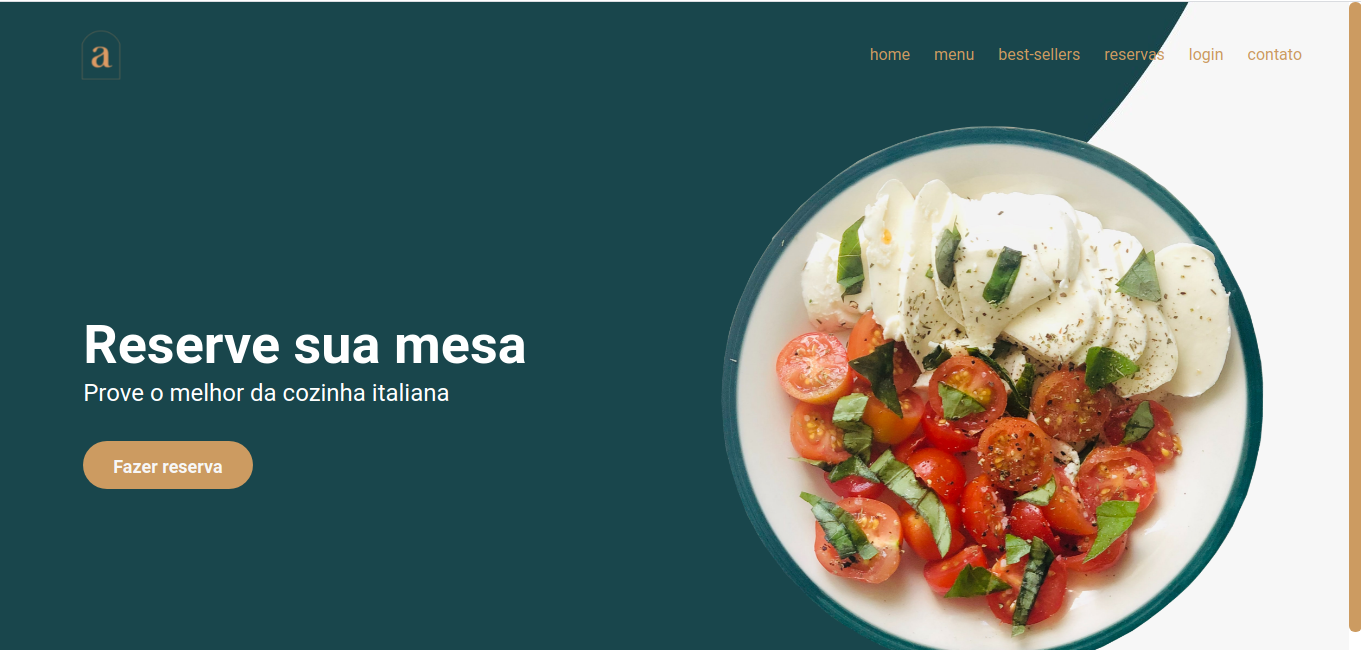 a
home menu best-sellers reservas login contato
Reserve sua mesa
Prove o melhor da cozinha italiana
Fazer reserva